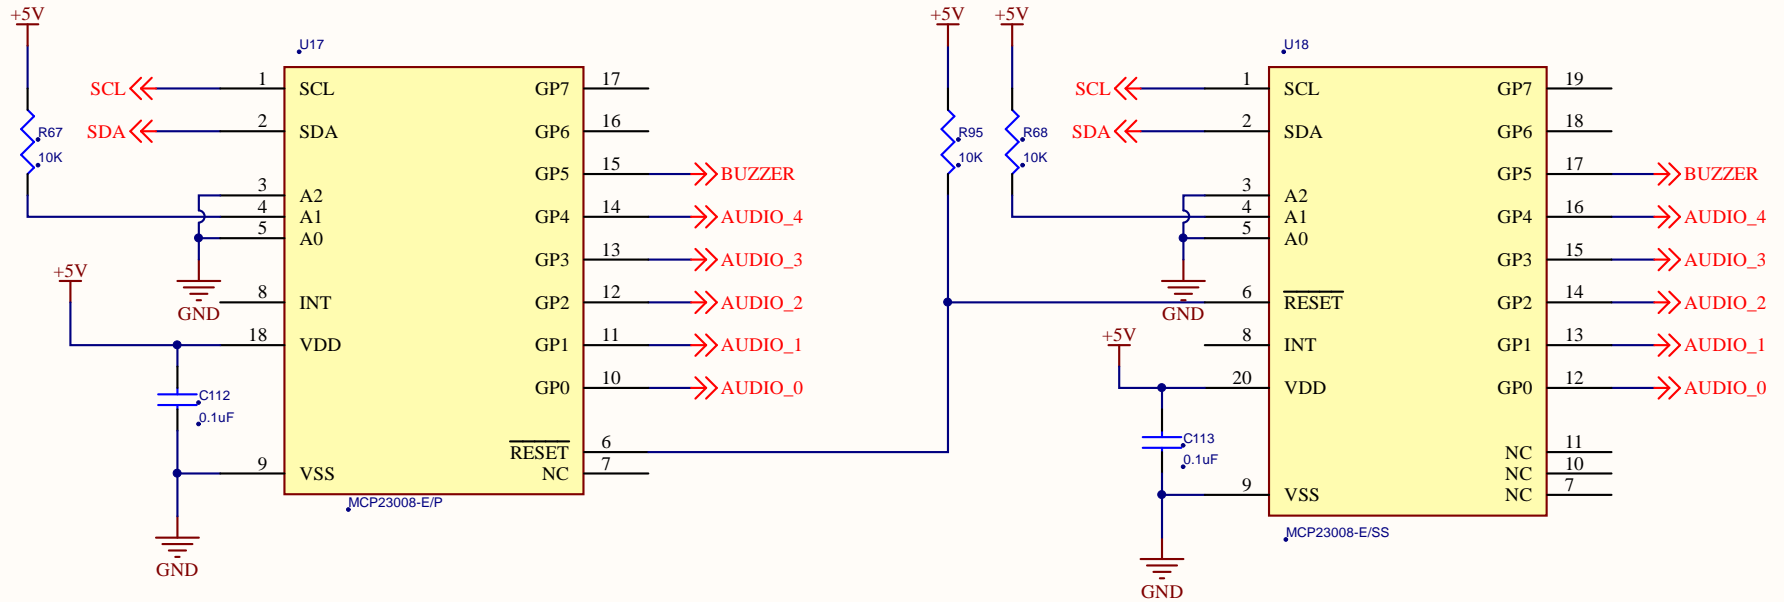 +5V
U17
SCL
1
SCL
GP7
17
SDA
2
SDA
GP6
16
R67
10K
GP5
15
BUZZER
3
A2
4
A1
GP4
14
AUDIO_4
5
A0
GP3
13
AUDIO_3
+5V
GND
8
INT
GP2
12
AUDIO_2
18
VDD
GP1
11
AUDIO_1
C112
0.1uF
GP0
10
AUDIO_0
RESET
6
9
VSS
NC
7
MCP23008-E/P
GND
+5V
+5V
R95
10K
R68
10K
U18
SCL
1
SCL
GP7
19
SDA
2
SDA
GP6
18
GP5
17
BUZZER
3
A2
4
A1
GP4
16
AUDIO_4
5
A0
GP3
15
AUDIO_3
GND
6
RESET
GP2
14
AUDIO_2
+5V
8
INT
GP1
13
AUDIO_1
20
VDD
GP0
12
AUDIO_0
C113
0.1uF
NC
11
NC
10
9
VSS
NC
7
MCP23008-E/SS
GND